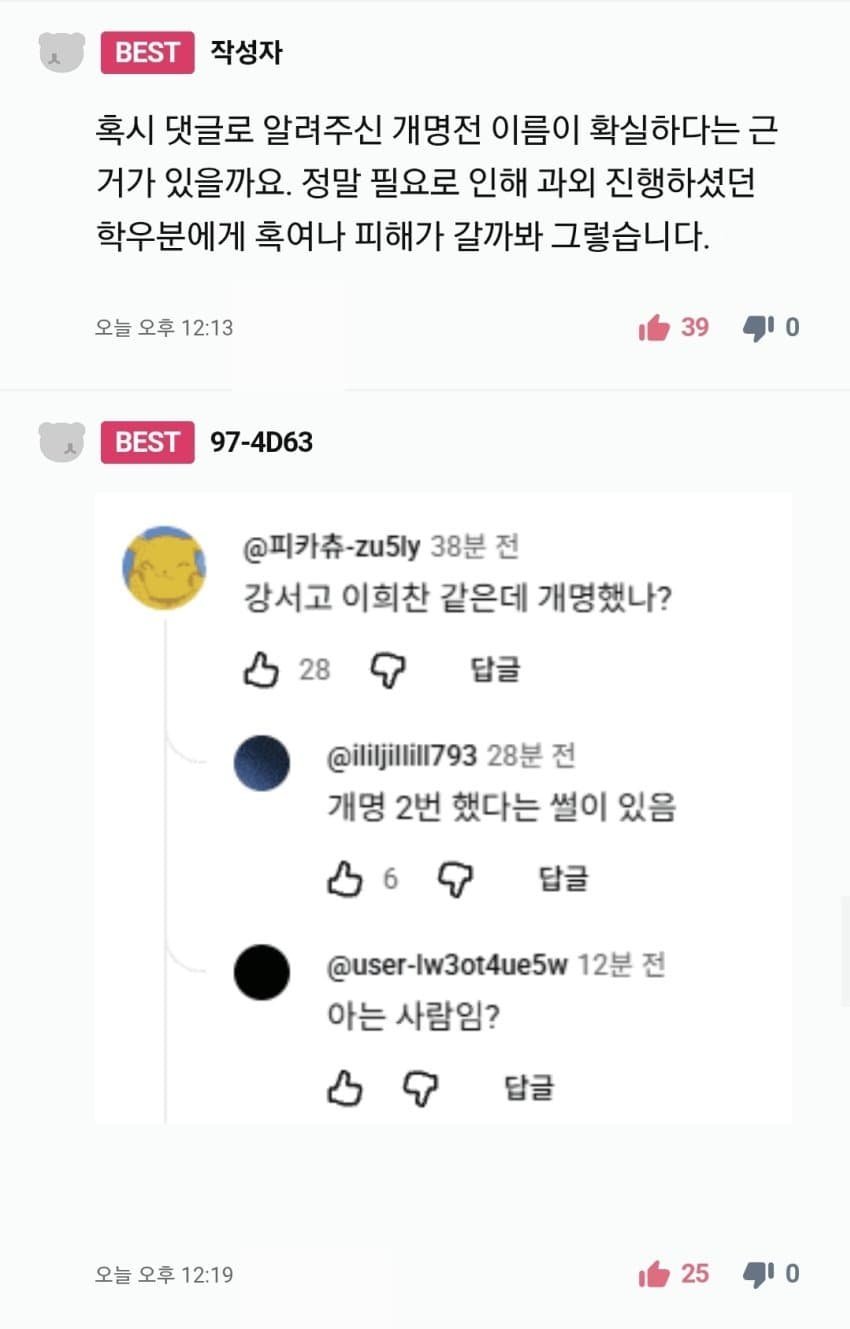 BEST 작성자
혹시 댓글로 알려주신 개명전 이름이 확실하다는 근
거가 있을까요. 정말 필요로 인해 과외 진행하셨던
학우분에게 혹여나 피해가 갈까봐 그렇습니다.
오늘 오후 12:13 39 0
BEST 97-4D63
@피카츄-zu5ly 38분 전
강서고 이희찬 같은데 개명했나?
28 답글
@ililjillill793 28분 전
개명 2번 했다는 썰이 있음
6 답글
@user-lw3ot4ue5w 12분 전
아는 사람임?
답글
오늘 오후 12:19 25 0